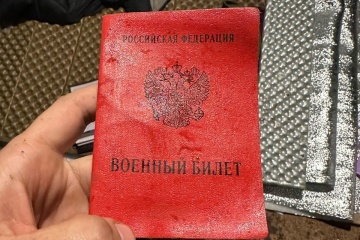 РОССИЙСКАЯ ФЕДЕРАЦИЯ
ВОЕННЫЙ БИЛЕТ